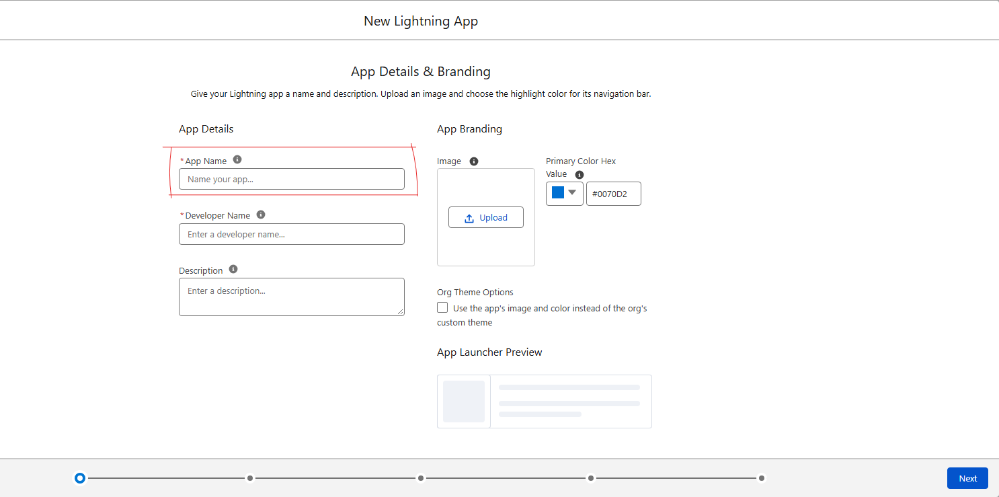 New Lightning App
App Details & Branding
Give your Lightning app a name and description. Upload an image and choose the highlight color for its navigation bar.
App Details
*App Name
Name your app...
*Developer Name
Enter a developer name...
Description
Enter a description...
App Branding
Image
Upload
Primary Color Hex
Value
#0070D2
Org Theme Options
Use the app's image and color instead of the org's
custom theme
App Launcher Preview
Next